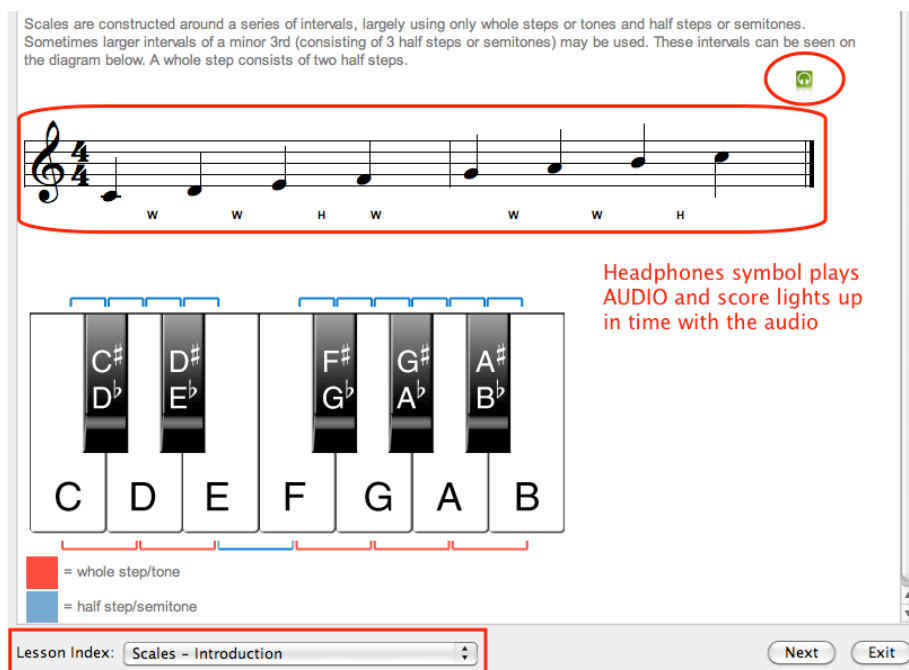 Scales are constructed around a series of intervals, largely using only whole steps or tones and half steps or semitones.
Sometimes larger intervals of a minor 3rd (consisting of 3 half steps or semitones) may be used. These intervals can be seen on
the diagram below. A whole step consists of two half steps.
4
4
W W H W W W H
Headphones symbol plays
AUDIO and score lights up
in time with the audio
C# D# F# G# A#
D♭ E♭ G♭ A♭ B♭
C D E F G A B
= whole step/tone
= half step/semitone
Lesson Index: Scales – Introduction Next Exit